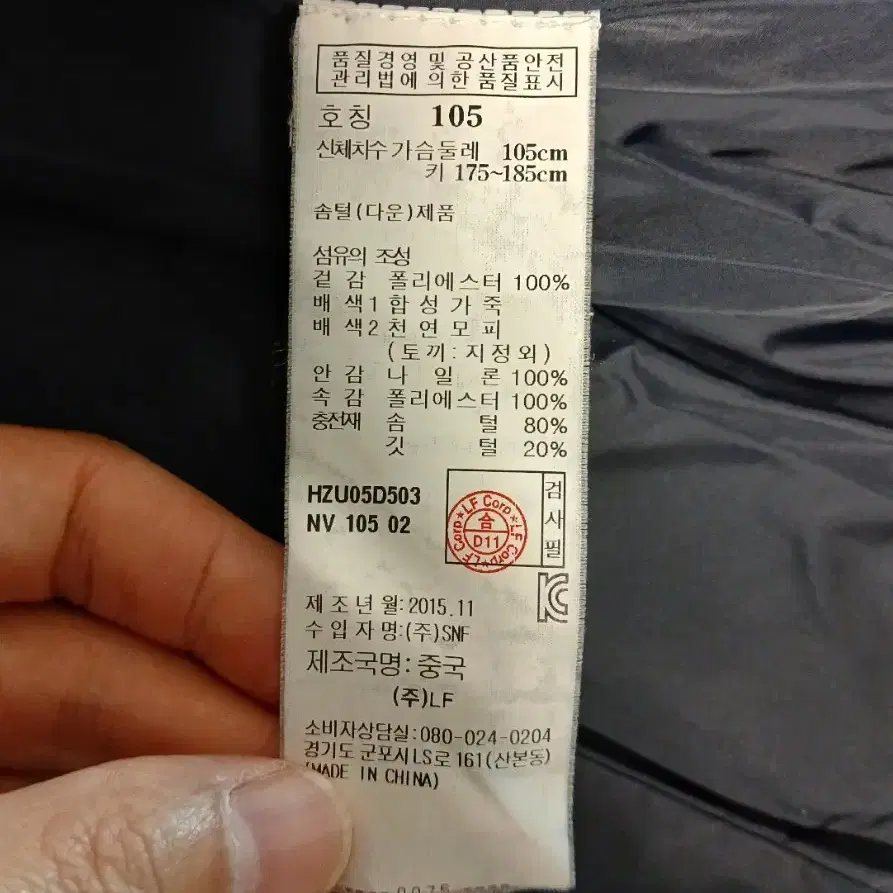 품질경영 및 공산품안전
관리법에 의한 품질표시
호칭 105
신체치수 가슴둘레 105cm
키 175~185cm
솜털(다운)제품
섬유의 조성
겉 감 폴리에스터 100%
배 색1 합 성 가 죽
배 색2 천 연 모 피
(토끼:지정외)
안 감 나 일 론 100%
속 감 폴리에스터 100%
충전재 솜 털 80%
깃 털 20%
HZU05D503
NV 105 02
LF Corp★LF Corp★LF Corp★
합
D11
검사필
제 조 년 월:2015.11
수 입 자 명:(주)SNF
제조국명:중국
(주)LF
소비자상담실:080-024-0204
경기도 군포시 LS로 161(산본동)
(MADE IN CHINA)